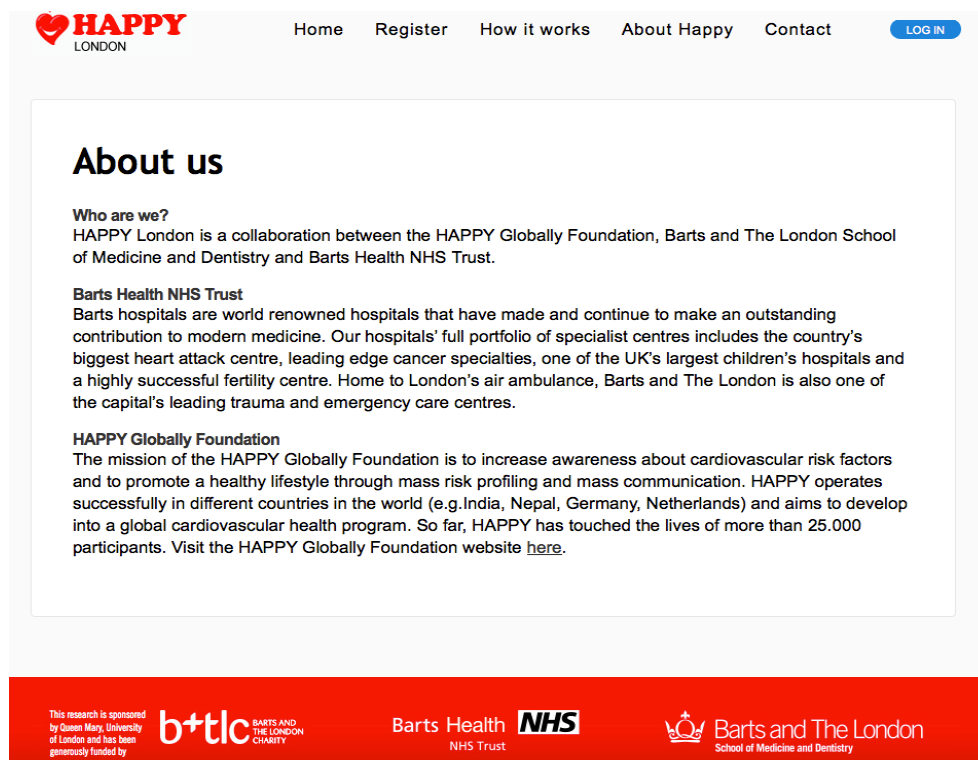 HAPPY
LONDON
Home Register How it works About Happy Contact LOG IN
About us
Who are we?
HAPPY London is a collaboration between the HAPPY Globally Foundation, Barts and The London School
of Medicine and Dentistry and Barts Health NHS Trust.
Barts Health NHS Trust
Barts hospitals are world renowned hospitals that have made and continue to make an outstanding
contribution to modern medicine. Our hospitals’ full portfolio of specialist centres includes the country’s
biggest heart attack centre, leading edge cancer specialties, one of the UK’s largest children’s hospitals and
a highly successful fertility centre. Home to London’s air ambulance, Barts and The London is also one of
the capital’s leading trauma and emergency care centres.
HAPPY Globally Foundation
The mission of the HAPPY Globally Foundation is to increase awareness about cardiovascular risk factors
and to promote a healthy lifestyle through mass risk profiling and mass communication. HAPPY operates
successfully in different countries in the world (e.g.India, Nepal, Germany, Netherlands) and aims to develop
into a global cardiovascular health program. So far, HAPPY has touched the lives of more than 25.000
participants. Visit the HAPPY Globally Foundation website here.
This research is sponsored
by Queen Mary, University
of London and has been
generously funded by
b+tlc
BARTS AND
THE LONDON
CHARITY
Barts Health NHS
NHS Trust
Barts and The London
School of Medicine and Dentistry